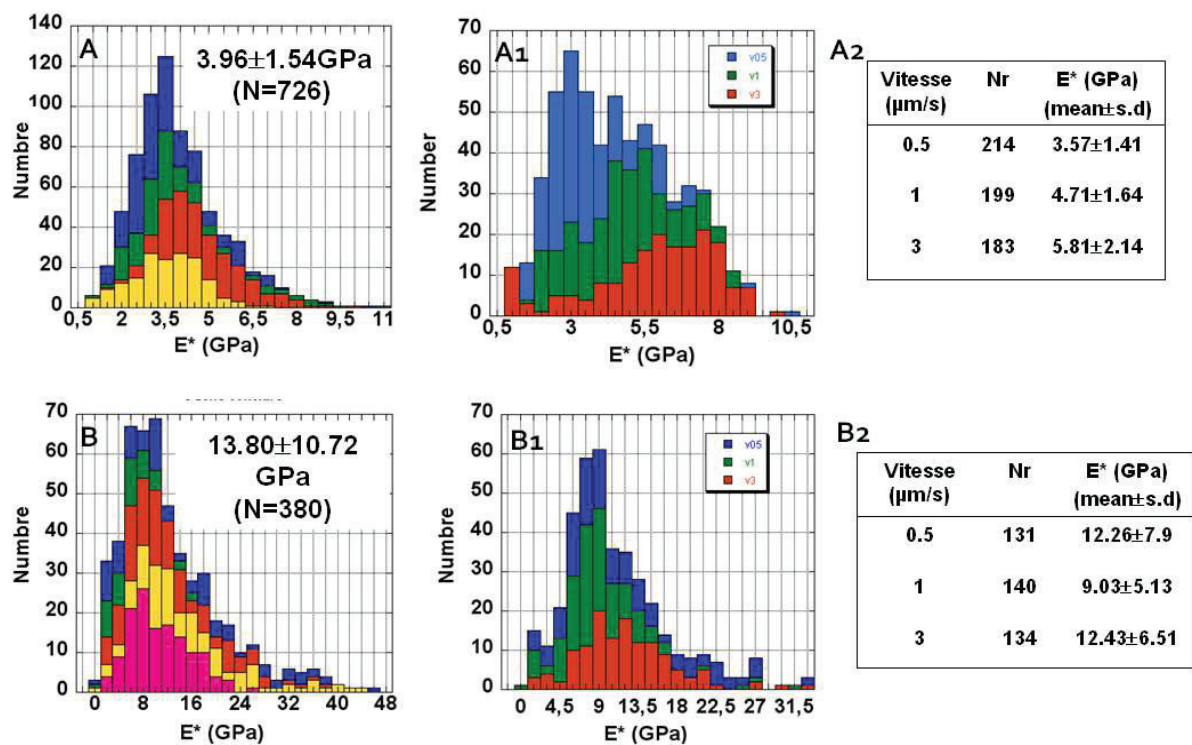 A
3.96±1.54GPa
(N=726)
Numbre
140
120
100
80
60
40
20
0
0,5 2 3,5 5 6,5 8 9,5 11
E* (GPa)
A1
v05
v1
v3
Number
70
60
50
40
30
20
10
0
0,5 3 5,5 8 10,5
E* (GPa)
A2
Vitesse Nr E* (GPa)
(µm/s) (mean±s.d)
0.5 214 3.57±1.41
1 199 4.71±1.64
3 183 5.81±2.14
B
13.80±10.72
GPa
(N=380)
Numbre
70
60
50
40
30
20
10
0
0 8 16 24 32 40 48
E* (GPa)
B1
v05
v1
v3
Numbre
70
60
50
40
30
20
10
0
0 4,5 9 13,5 18 22,5 27 31,5
E* (GPa)
B2
Vitesse Nr E* (GPa)
(µm/s) (mean±s.d)
0.5 131 12.26±7.9
1 140 9.03±5.13
3 134 12.43±6.51